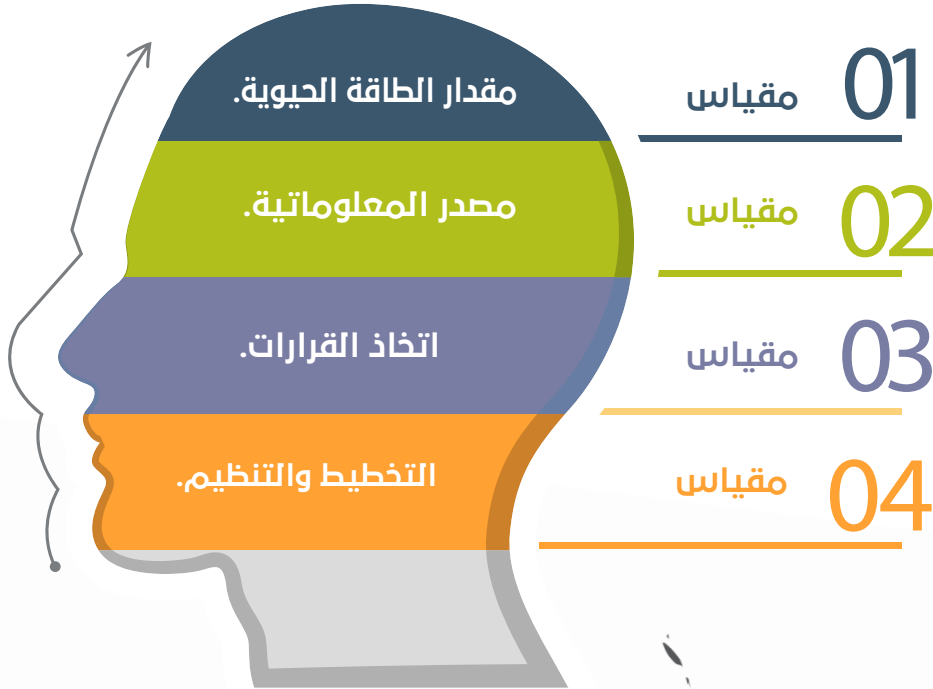 01 مقياس مقدار الطاقة الحيوية.
02 مقياس مصدر المعلوماتية.
03 مقياس اتخاذ القرارات.
04 مقياس التخطيط والتنظيم.